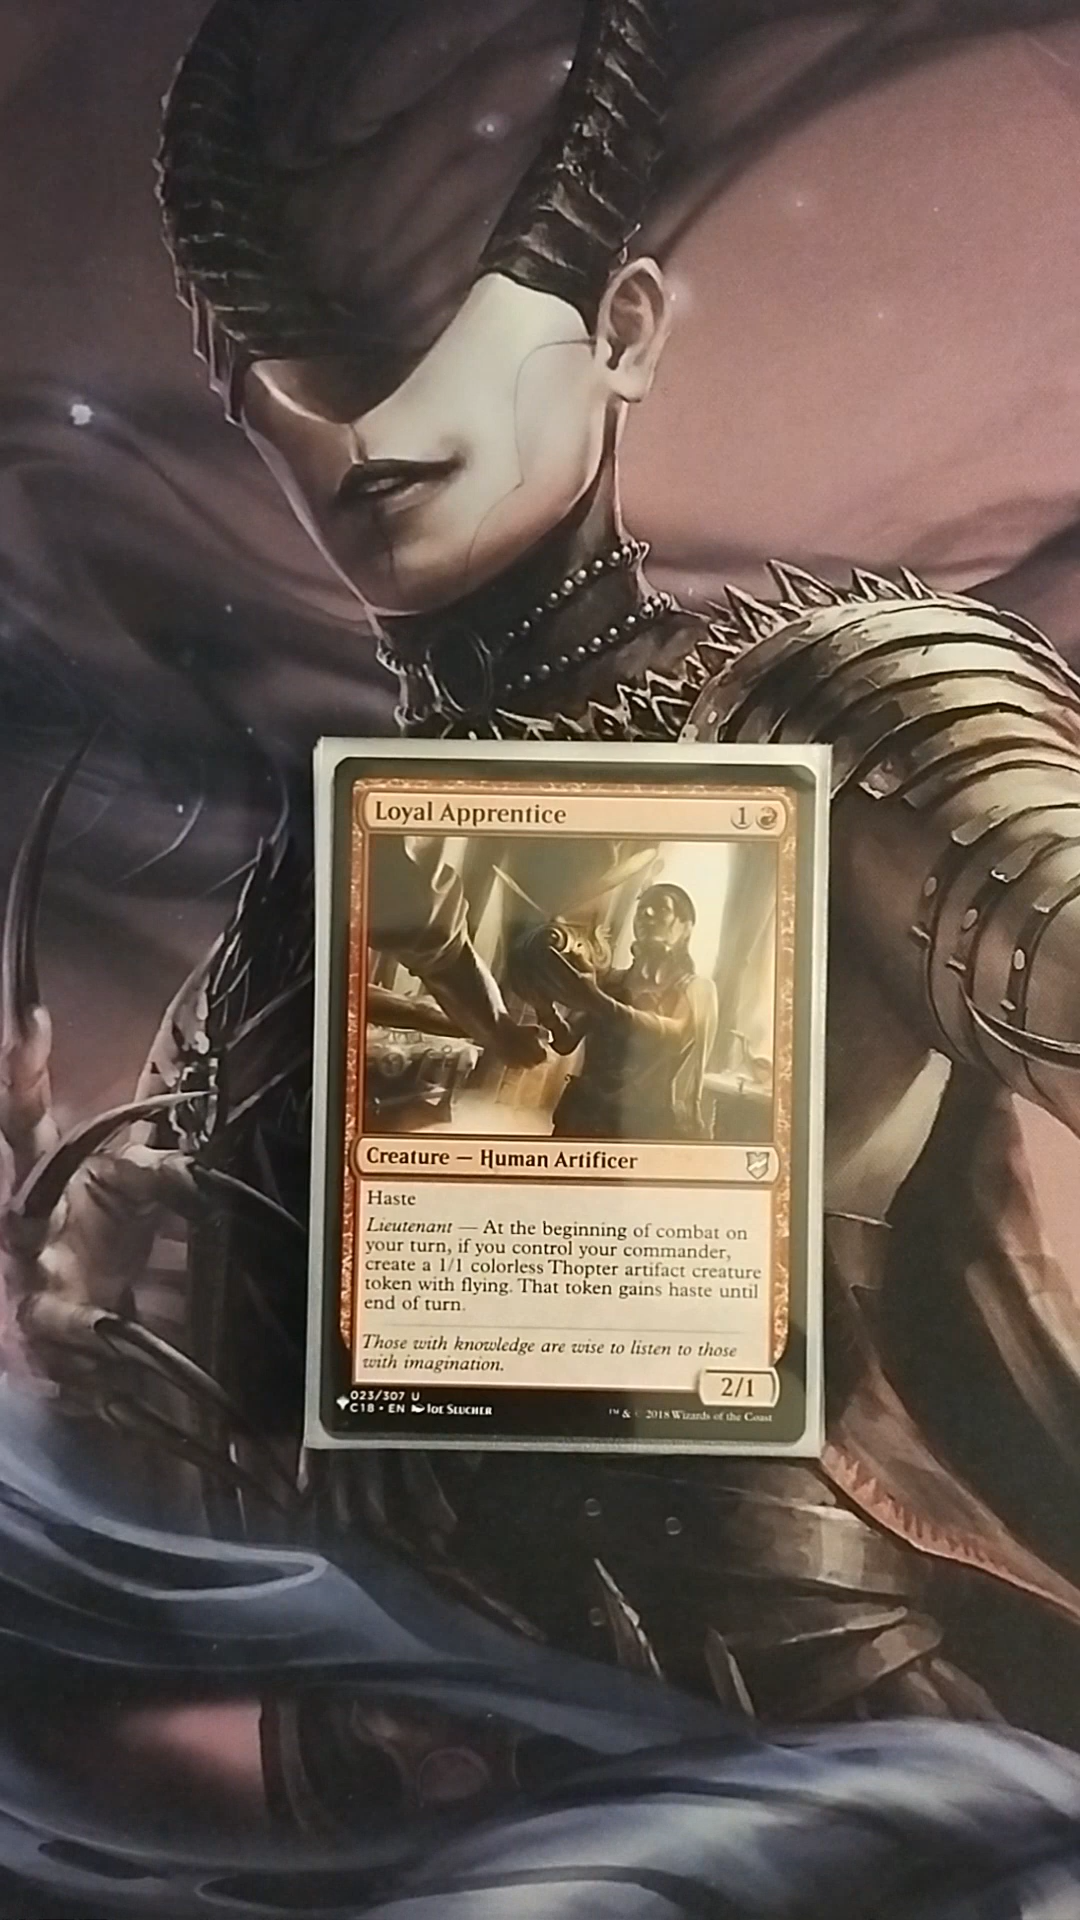 Loyal Apprentice 1
Creature — Human Artificer
Haste
Lieutenant — At the beginning of combat on
your turn, if you control your commander,
create a 1/1 colorless Thopter artifact creature
token with flying. That token gains haste until
end of turn.
Those with knowledge are wise to listen to those
with imagination.
2/1
023/307 U
C18 • EN Joe Slucher
™ & © 2018 Wizards of the Coast